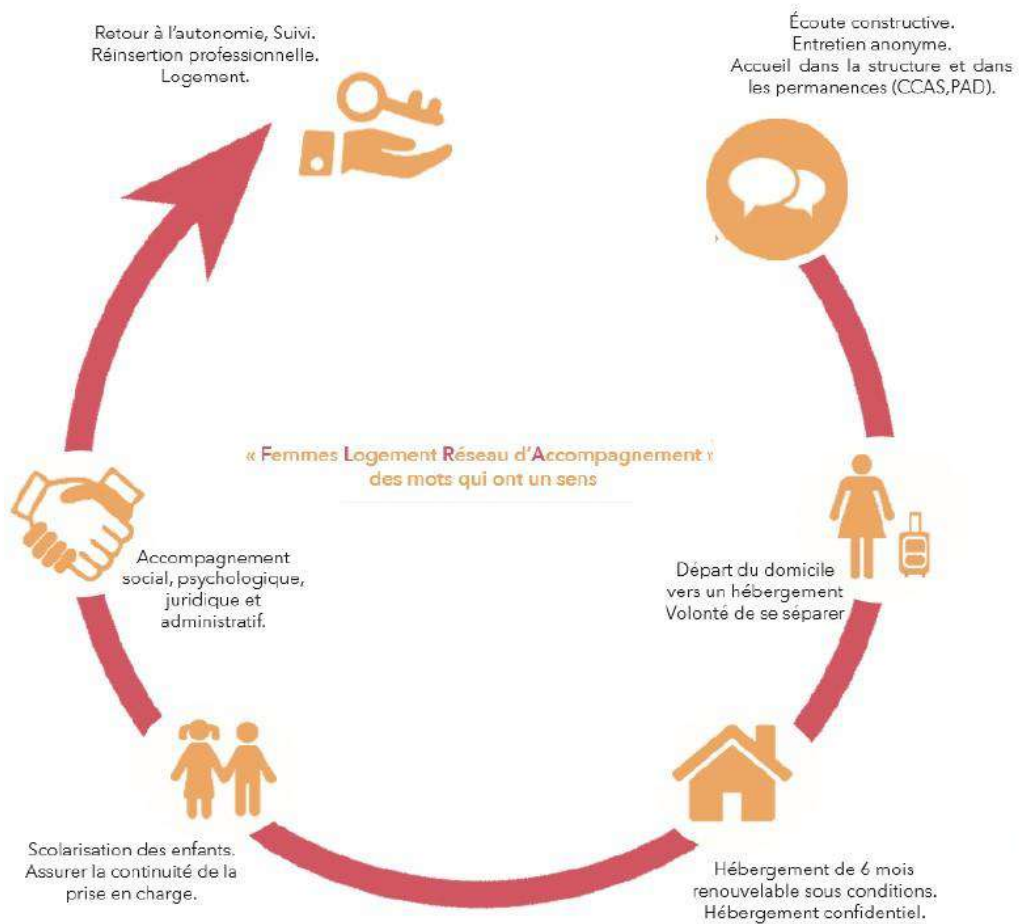 Retour à l'autonomie, Suivi.
Réinsertion professionnelle.
Logement.
Écoute constructive.
Entretien anonyme.
Accueil dans la structure et dans
les permanences (CCAS,PAD).
« Femmes Logement Réseau d'Accompagnement »
des mots qui ont un sens
Départ du domicile
vers un hébergement
Volonté de se séparer
Accompagnement
social, psychologique,
juridique et
administratif.
Hébergement de 6 mois
renouvelable sous conditions.
Hébergement confidentiel.
Scolarisation des enfants.
Assurer la continuité de la
prise en charge.